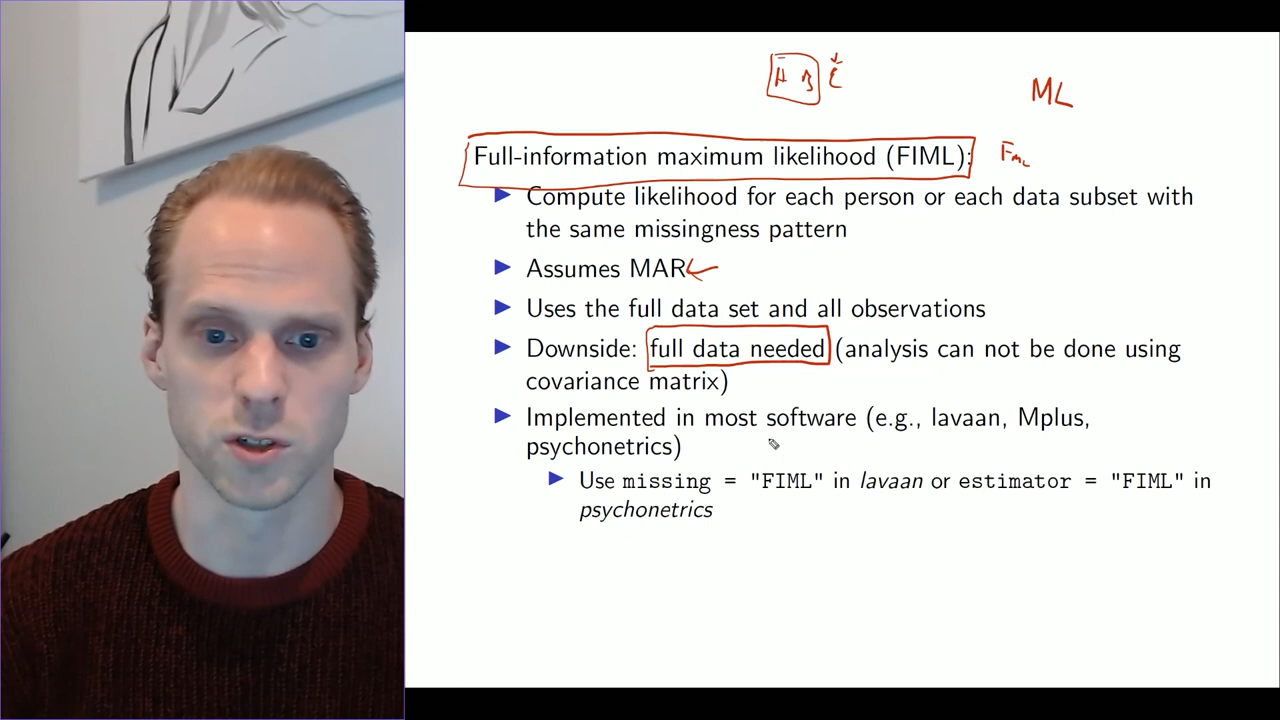 ML
Full-information maximum likelihood (FIML):
F ML
▶ Compute likelihood for each person or each data subset with
the same missingness pattern
▶ Assumes MAR
▶ Uses the full data set and all observations
▶ Downside: full data needed (analysis can not be done using
covariance matrix)
▶ Implemented in most software (e.g., lavaan, Mplus,
psychonetrics)
▶ Use missing = "FIML" in lavaan or estimator = "FIML" in
psychonetrics